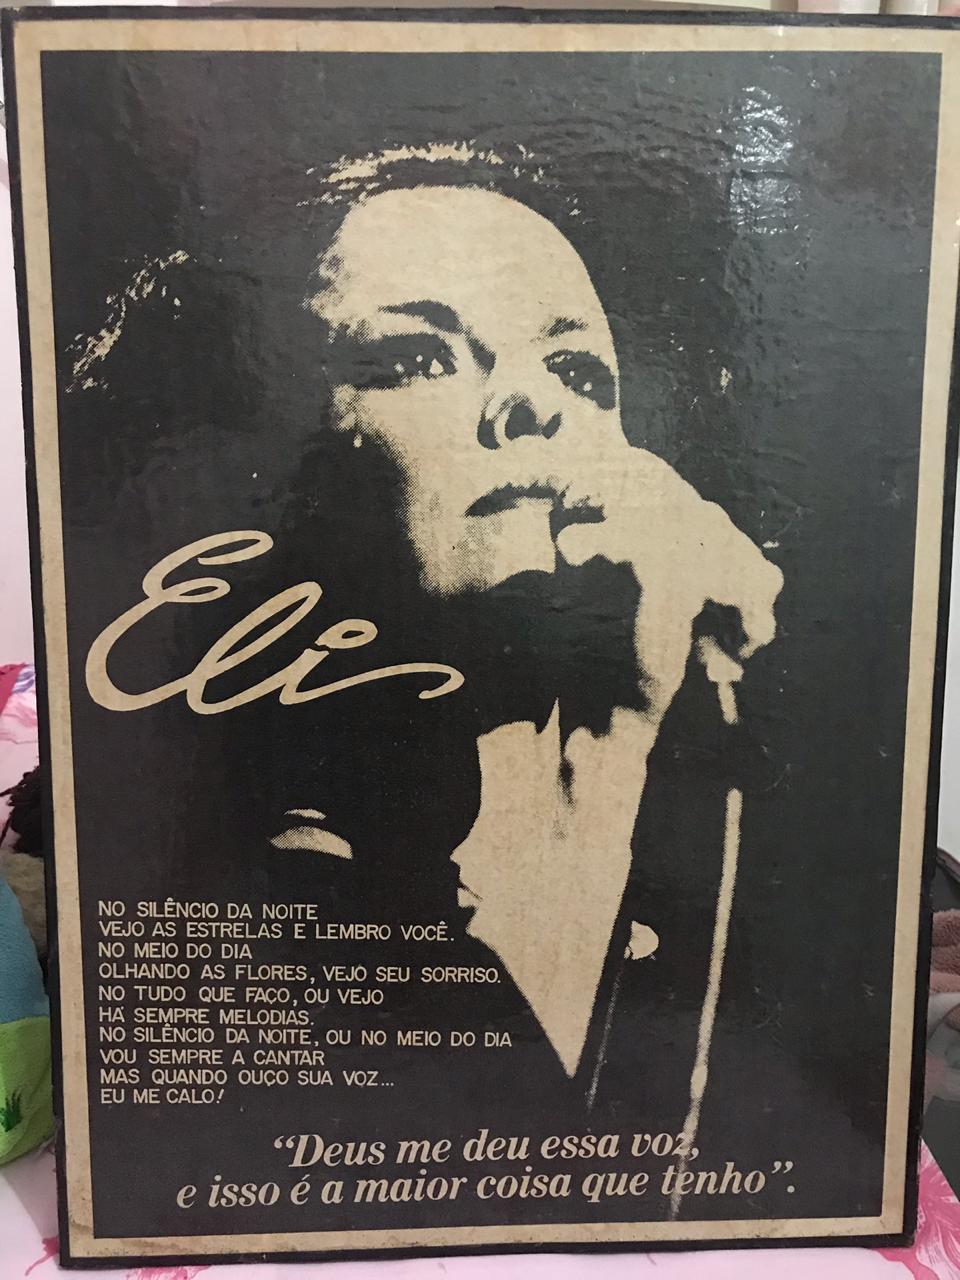 Eli
NO SILÊNCIO DA NOITE
VEJO AS ESTRELAS E LEMBRO VOCÊ.
NO MEIO DO DIA
OLHANDO AS FLORES, VEJO SEU SORRISO.
NO TUDO QUE FAÇO, OU VEJO
HÁ SEMPRE MELODIAS.
NO SILÊNCIO DA NOITE, OU NO MEIO DO DIA
VOU SEMPRE A CANTAR
MAS QUANDO OUÇO SUA VOZ...
EU ME CALO!
“Deus me deu essa voz,
e isso é a maior coisa que tenho”.